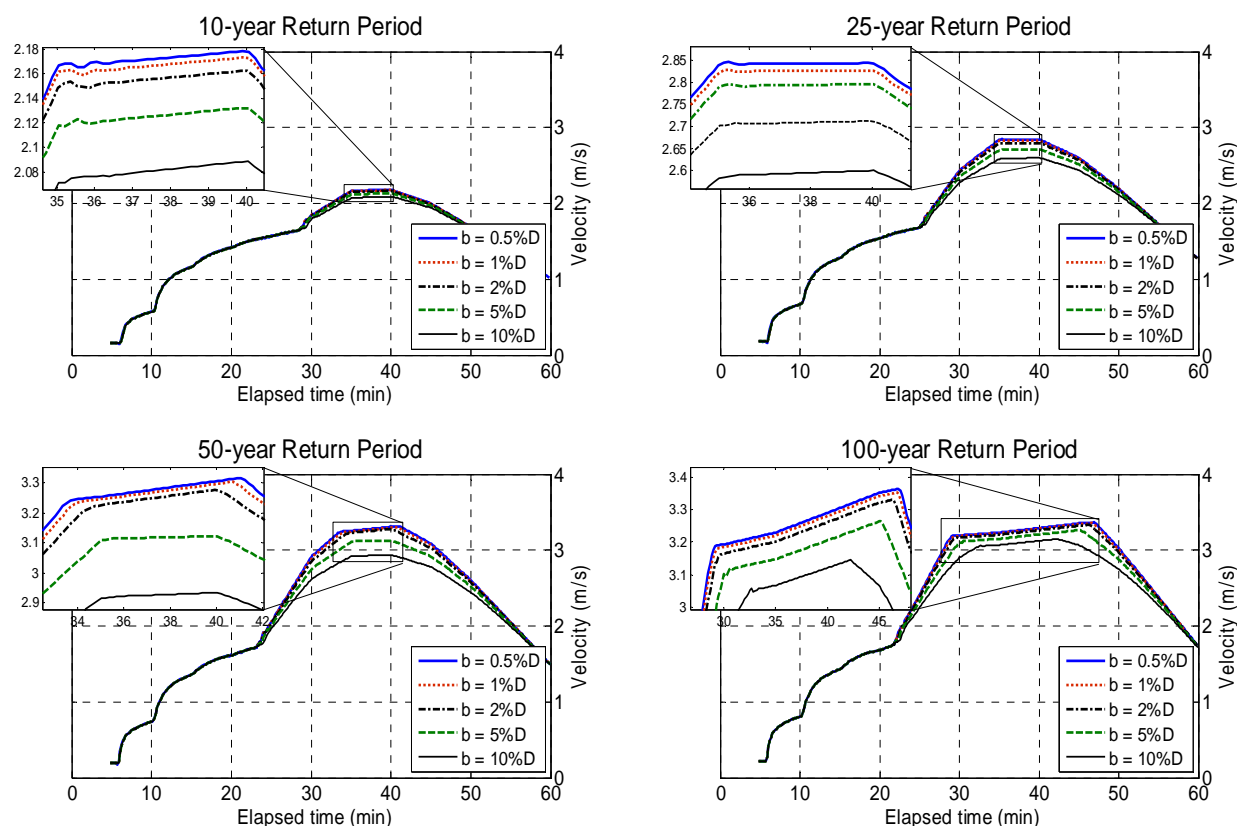 10-year Return Period
2.18
2.16
2.14
2.12
2.10
2.08
35 36 37 38 39 40
4
3
2
1
0
Velocity (m/s)
b = 0.5%D
b = 1%D
b = 2%D
b = 5%D
b = 10%D
0 10 20 30 40 50 60
Elapsed time (min)
25-year Return Period
2.85
2.8
2.75
2.7
2.65
2.6
36 38 40
4
3
2
1
0
Velocity (m/s)
b = 0.5%D
b = 1%D
b = 2%D
b = 5%D
b = 10%D
0 10 20 30 40 50 60
Elapsed time (min)
50-year Return Period
3.3
3.2
3.1
3
2.9
34 36 38 40 42
4
3
2
1
0
Velocity (m/s)
b = 0.5%D
b = 1%D
b = 2%D
b = 5%D
b = 10%D
0 10 20 30 40 50 60
Elapsed time (min)
100-year Return Period
3.4
3.3
3.2
3.1
3
30 33 36 39 42 45
4
3
2
1
0
Velocity (m/s)
b = 0.5%D
b = 1%D
b = 2%D
b = 5%D
b = 10%D
0 10 20 30 40 50 60
Elapsed time (min)